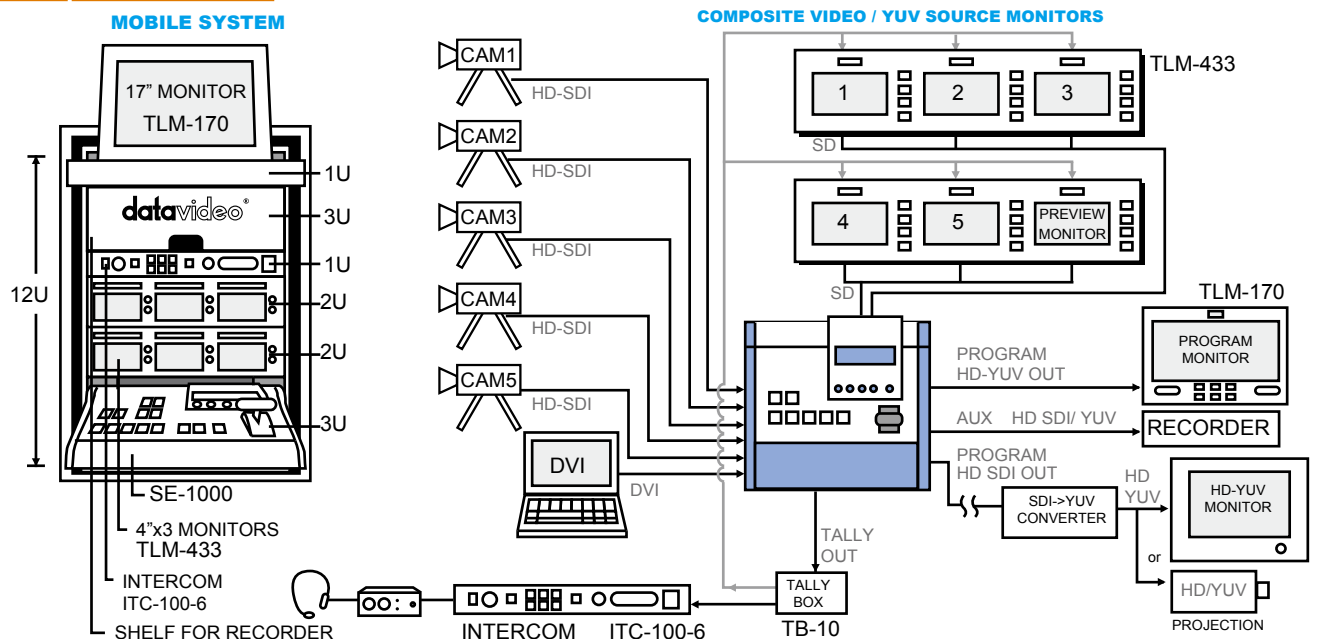 MOBILE SYSTEM
17” MONITOR
TLM-170
1U
datavideo®
3U
1U
12U
2U
2U
3U
SE-1000
4”x3 MONITORS
TLM-433
INTERCOM
ITC-100-6
SHELF FOR RECORDER
COMPOSITE VIDEO / YUV SOURCE MONITORS
CAM1
HD-SDI
CAM2
HD-SDI
CAM3
HD-SDI
CAM4
HD-SDI
CAM5
HD-SDI
DVI
DVI
TLM-433
1
2
3
SD
4
5
PREVIEW
MONITOR
SD
TLM-170
PROGRAM
MONITOR
PROGRAM
HD-YUV OUT
AUX HD SDI/ YUV
RECORDER
PROGRAM
HD SDI OUT
SDI->YUV
CONVERTER
HD
YUV
HD-YUV
MONITOR
or
HD/YUV
PROJECTION
TALLY
OUT
TALLY
BOX
TB-10
INTERCOM ITC-100-6